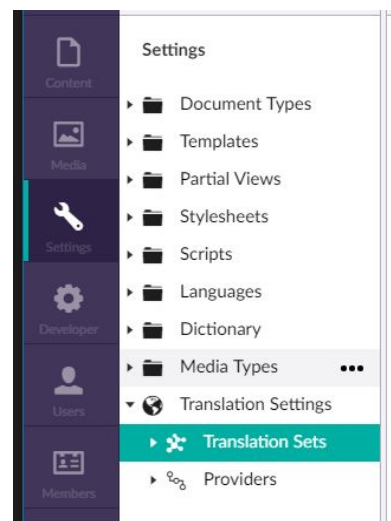 Content
Media
Settings
Developer
Users
Members
Settings
Document Types
Templates
Partial Views
Stylesheets
Scripts
Languages
Dictionary
Media Types
Translation Settings
Translation Sets
Providers